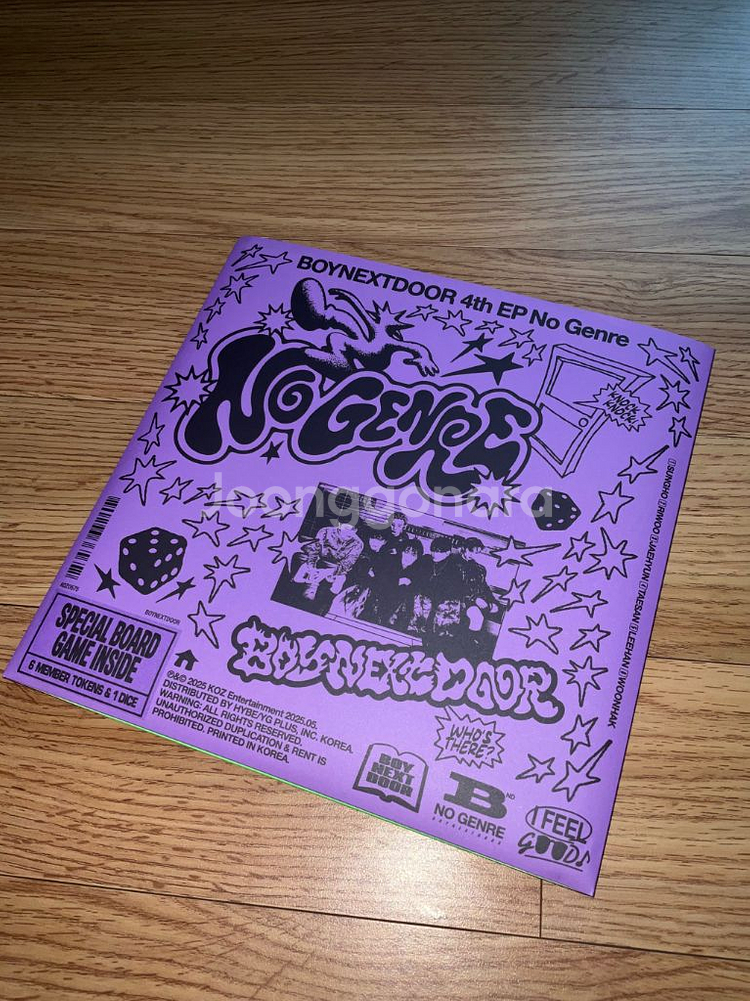 BOYNEXTDOOR 4th EP No Genre
NO GENRE
KNOCK
KNOCK
Joonggonara
SUNGHO RIWOO JAEHYUN TAESAN LEEHAN WOONHAK
BOYNEXTDOOR
SPECIAL BOARD
GAME INSIDE
6 MEMBER TOKENS & 1 DICE
BOYNEXTDOOR
℗&© 2025 KOZ Entertainment 2025.05.
DISTRIBUTED BY HYBE/YG PLUS, INC. KOREA.
WARNING: ALL RIGHTS RESERVED.
UNAUTHORIZED DUPLICATION & RENT IS
PROHIBITED. PRINTED IN KOREA.
WHO'S
THERE?
BOY
NEXT
DOOR
B ND
NO GENRE
BOYNEXTDOOR
I FEEL
GOOD